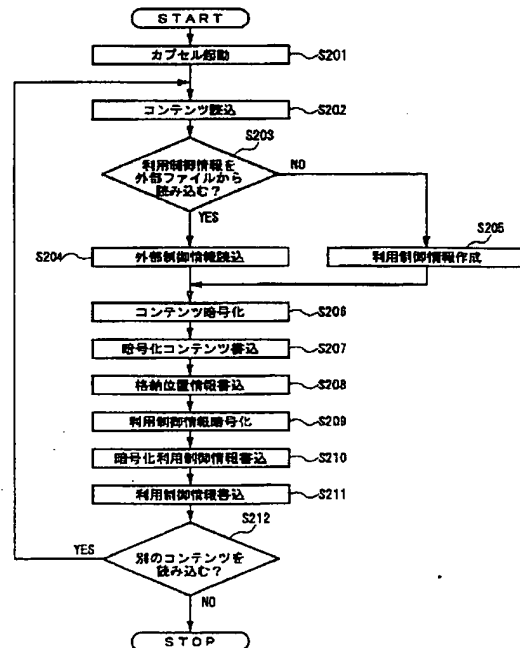 START
カプセル起動
S201
コンテンツ読込
S202
S203
利用制御情報を
外部ファイルから
読み込む？
NO
YES
S204
外部制御情報読込
S205
利用制御情報作成
コンテンツ暗号化
S206
暗号化コンテンツ書込
S207
格納位置情報書込
S208
利用制御情報暗号化
S209
暗号化利用制御情報書込
S210
利用制御情報書込
S211
S212
YES
別のコンテンツを
読み込む？
NO
STOP